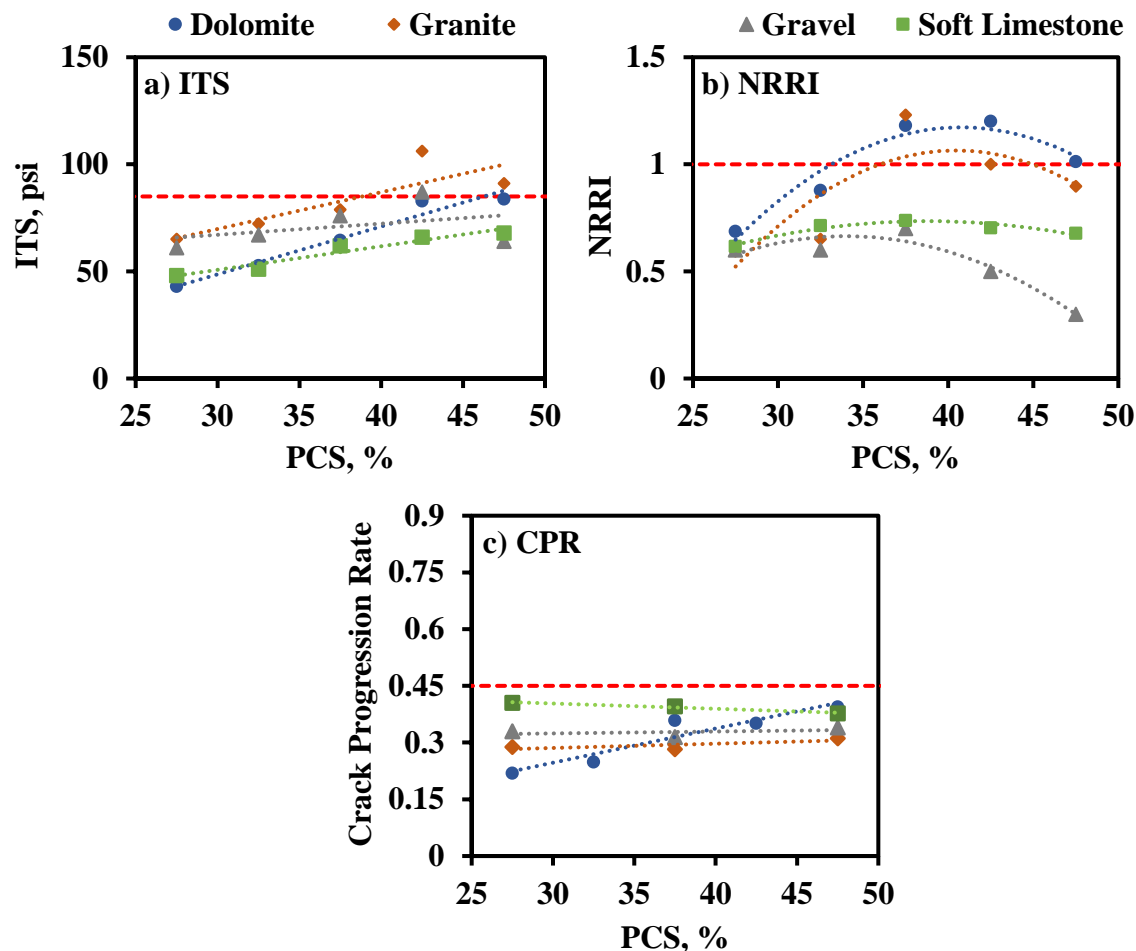 Dolomite Granite Gravel Soft Limestone
a) ITS
150
100
50
0
ITS, psi
25 30 35 40 45 50
PCS, %
b) NRRI
1.5
1
0.5
0
NRRI
25 30 35 40 45 50
PCS, %
c) CPR
0.9
0.75
0.6
0.45
0.3
0.15
0
Crack Progression Rate
25 30 35 40 45 50
PCS, %